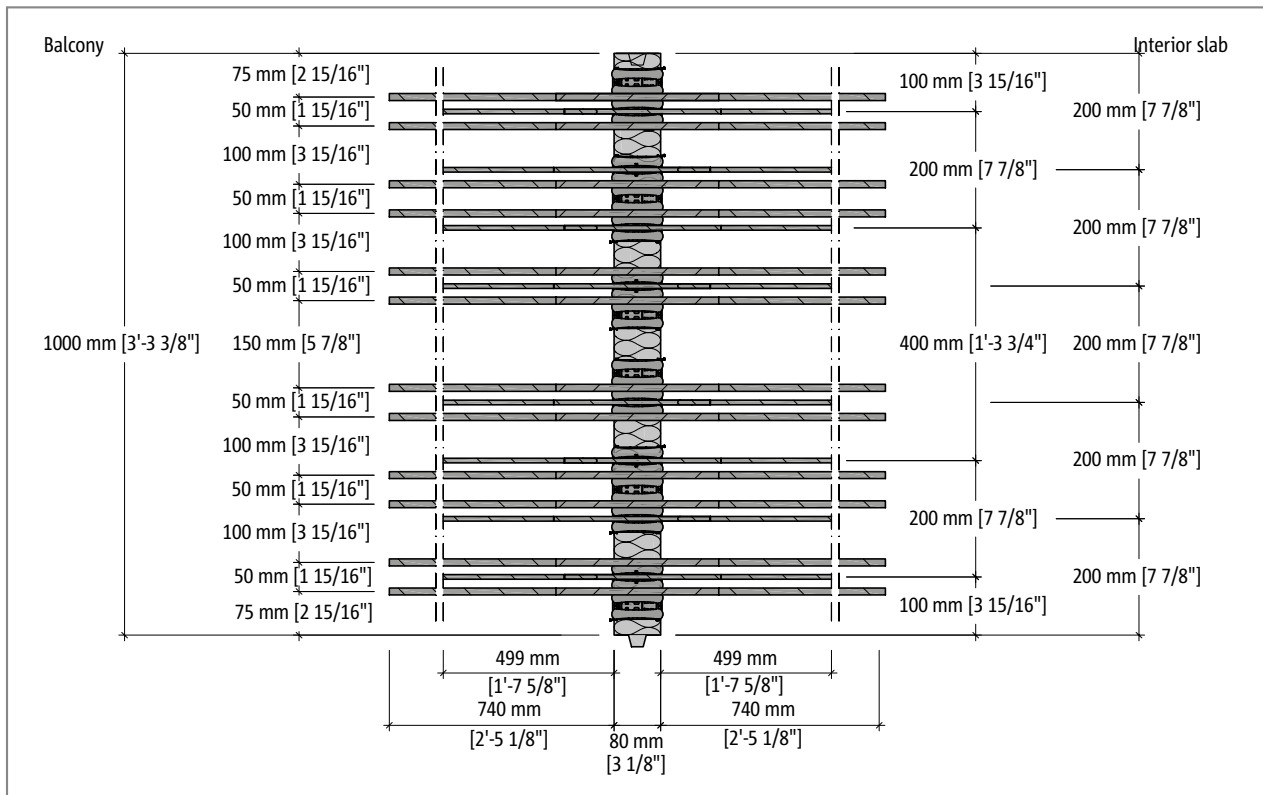 Balcony
Interior slab
75 mm [2 15/16"]
50 mm [1 15/16"]
100 mm [3 15/16"]
50 mm [1 15/16"]
100 mm [3 15/16"]
50 mm [1 15/16"]
1000 mm [3'-3 3/8"]
150 mm [5 7/8"]
50 mm [1 15/16"]
100 mm [3 15/16"]
50 mm [1 15/16"]
100 mm [3 15/16"]
50 mm [1 15/16"]
75 mm [2 15/16"]
100 mm [3 15/16"]
200 mm [7 7/8"]
400 mm [1'-3 3/4"]
200 mm [7 7/8"]
100 mm [3 15/16"]
200 mm [7 7/8"]
200 mm [7 7/8"]
200 mm [7 7/8"]
200 mm [7 7/8"]
200 mm [7 7/8"]
499 mm
[1'-7 5/8"]
499 mm
[1'-7 5/8"]
740 mm
[2'-5 1/8"]
80 mm
[3 1/8"]
740 mm
[2'-5 1/8"]